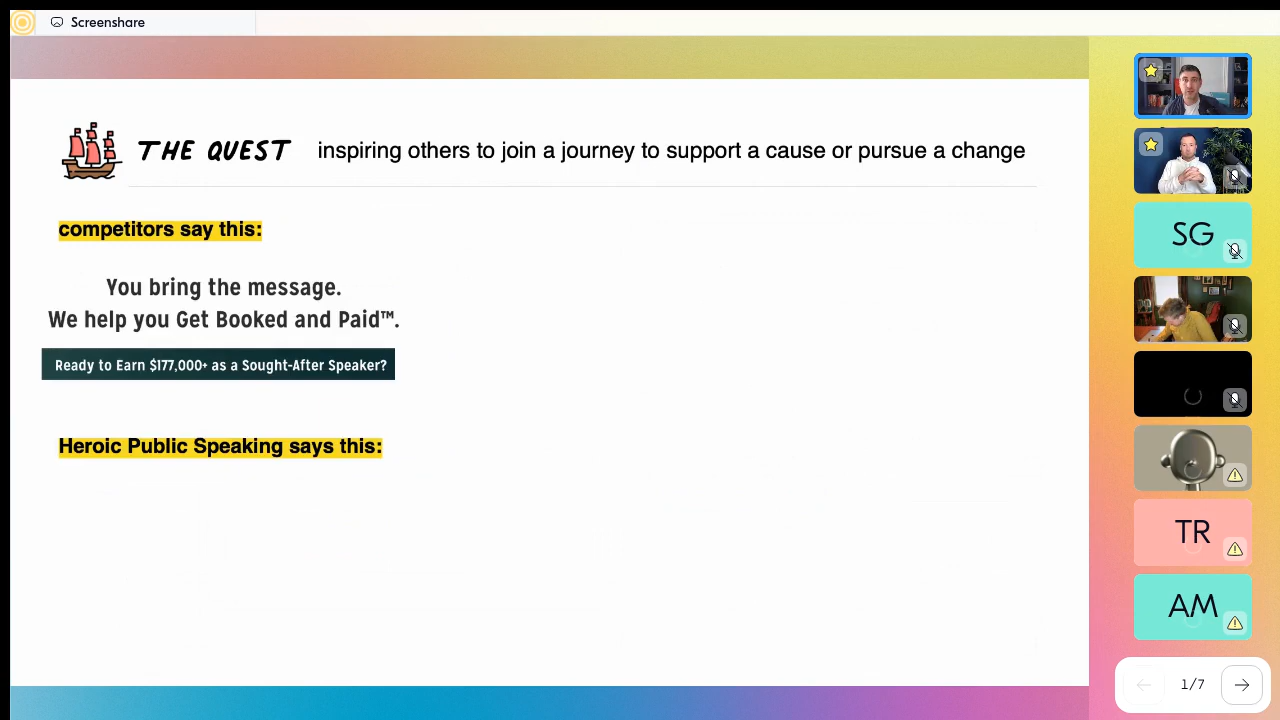 Screenshare
THE QUEST
inspiring others to join a journey to support a cause or pursue a change
competitors say this:
You bring the message.
We help you Get Booked and Paid™.
Ready to Earn $177,000+ as a Sought-After Speaker?
Heroic Public Speaking says this:
SG
TR
AM
1/7